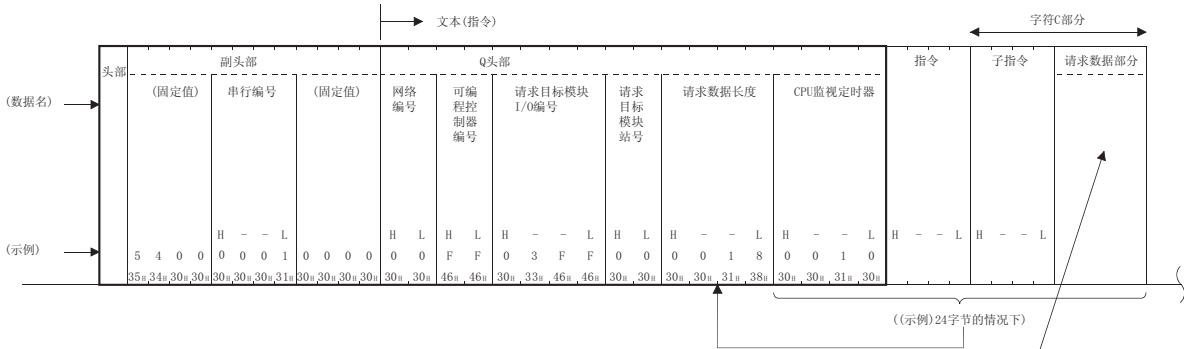 文本(指令)
字符C部分
头部 副头部 Q头部 指令 子指令 请求数据部分
(数据名) (固定值) 串行编号 (固定值) 网络编号 可编程控制器编号 请求目标模块I/O编号 请求目标模块站号 请求数据长度 CPU监视定时器
H - - L H L H L H - - L H L H - - L H - - L H - - L H - - L
(示例) 5 4 0 0 0 0 0 1 0 0 0 0 0 0 F F 0 3 F F 0 0 0 0 1 8 0 0 1 0
35H 34H 30H 30H 30H 30H 30H 31H 30H 30H 30H 30H 30H 30H 46H 46H 30H 33H 46H 46H 30H 30H 30H 30H 31H 38H 30H 30H 31H 30H
((示例)24字节的情况下)